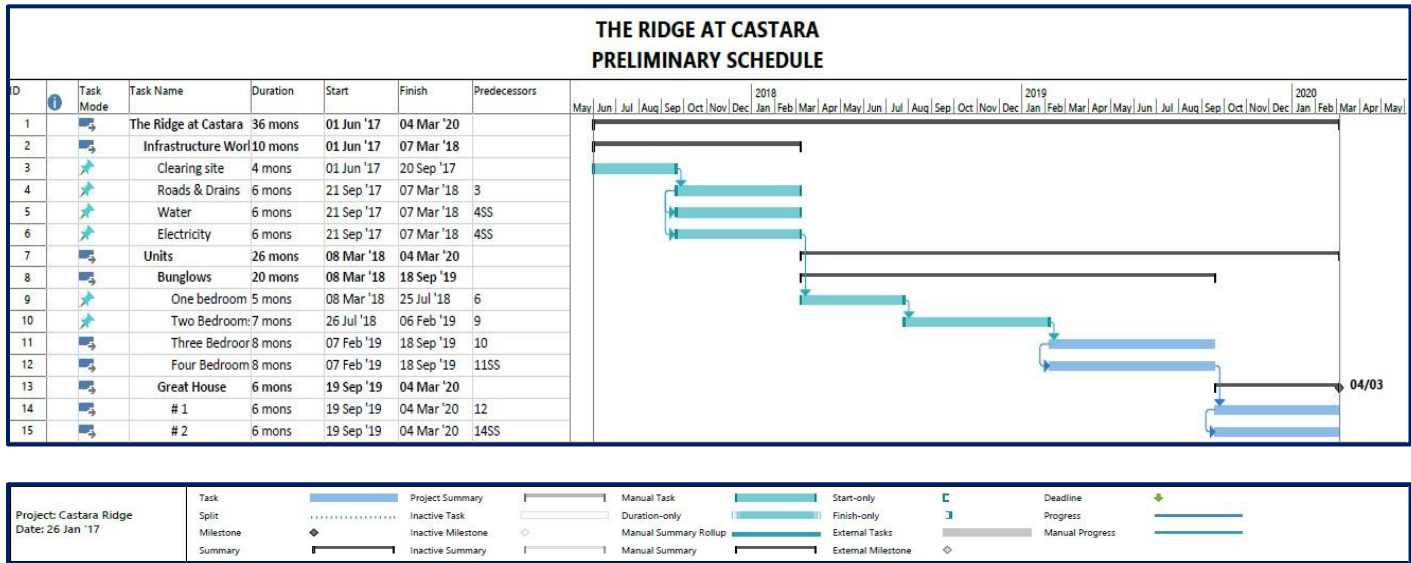 THE RIDGE AT CASTARA
PRELIMINARY SCHEDULE
ID Task Mode Task Name Duration Start Finish Predecessors
2018 2019 2020
May Jun Jul Aug Sep Oct Nov Dec Jan Feb Mar Apr May Jun Jul Aug Sep Oct Nov Dec Jan Feb Mar Apr May Jun Jul Aug Sep Oct Nov Dec Jan Feb Mar Apr May
1 The Ridge at Castara 36 mons 01 Jun '17 04 Mar '20
2 Infrastructure Worl 10 mons 01 Jun '17 07 Mar '18
3 Clearing site 4 mons 01 Jun '17 20 Sep '17
4 Roads & Drains 6 mons 21 Sep '17 07 Mar '18 3
5 Water 6 mons 21 Sep '17 07 Mar '18 4SS
6 Electricity 6 mons 21 Sep '17 07 Mar '18 4SS
7 Units 26 mons 08 Mar '18 04 Mar '20
8 Bunglows 20 mons 08 Mar '18 18 Sep '19
9 One bedroom 5 mons 08 Mar '18 25 Jul '18 6
10 Two Bedroom: 7 mons 26 Jul '18 06 Feb '19 9
11 Three Bedroor 8 mons 07 Feb '19 18 Sep '19 10
12 Four Bedroom 8 mons 07 Feb '19 18 Sep '19 11SS
13 Great House 6 mons 19 Sep '19 04 Mar '20 04/03
14 # 1 6 mons 19 Sep '19 04 Mar '20 12
15 # 2 6 mons 19 Sep '19 04 Mar '20 14SS
Project: Castara Ridge
Date: 26 Jan '17
Task Project Summary Manual Task Start-only Deadline
Split Inactive Task Duration-only Finish-only Progress
Milestone Inactive Milestone Manual Summary Rollup External Tasks Manual Progress
Summary Inactive Summary Manual Summary External Milestone